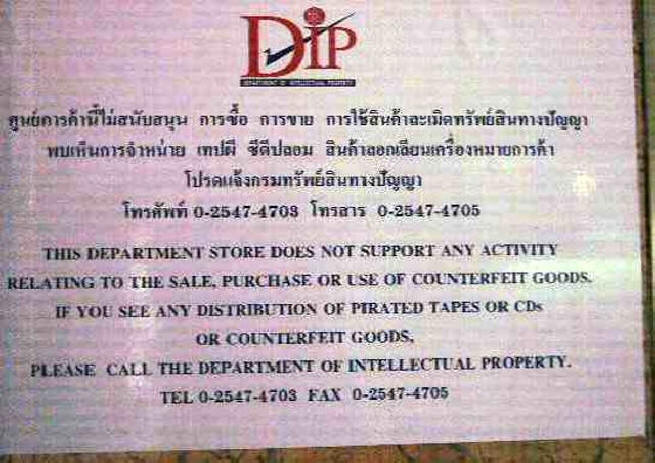 DIP
DEPARTMENT OF INTELLECTUAL PROPERTY
ศูนย์การค้านี้ไม่สนับสนุน การซื้อ การขาย การใช้สินค้าละเมิดทรัพย์สินทางปัญญา
พบเห็นการจำหน่าย เทปผี ซีดีปลอม สินค้าลอกเลียนเครื่องหมายการค้า
โปรดแจ้งกรมทรัพย์สินทางปัญญา
โทรศัพท์ 0-2547-4703 โทรสาร 0-2547-4705
THIS DEPARTMENT STORE DOES NOT SUPPORT ANY ACTIVITY
RELATING TO THE SALE, PURCHASE OR USE OF COUNTERFEIT GOODS.
IF YOU SEE ANY DISTRIBUTION OF PIRATED TAPES OR CDs
OR COUNTERFEIT GOODS,
PLEASE CALL THE DEPARTMENT OF INTELLECTUAL PROPERTY.
TEL 0-2547-4703 FAX 0-2547-4705